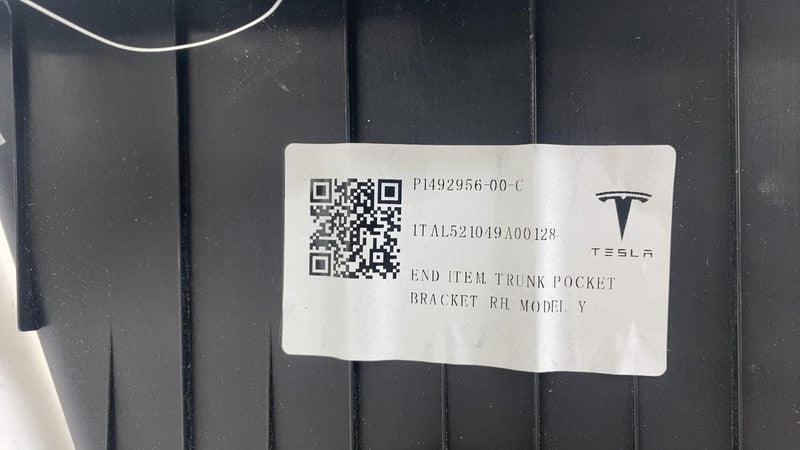 P1492956-00-C
1TAL521049A00128
TESLA
END ITEM, TRUNK POCKET
BRACKET, RH, MODEL Y